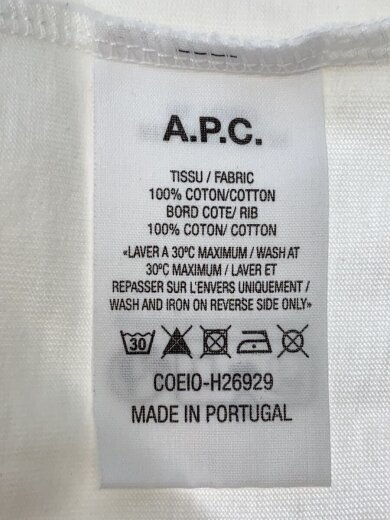 A.P.C.
TISSU / FABRIC
100% COTON/COTTON
BORD COTE/ RIB
100% COTON/ COTTON
«LAVER A 30ºC MAXIMUM / WASH AT
30ºC MAXIMUM / LAVER ET
REPASSER SUR L'ENVERS UNIQUEMENT /
WASH AND IRON ON REVERSE SIDE ONLY»
30
COEIO-H26929
MADE IN PORTUGAL